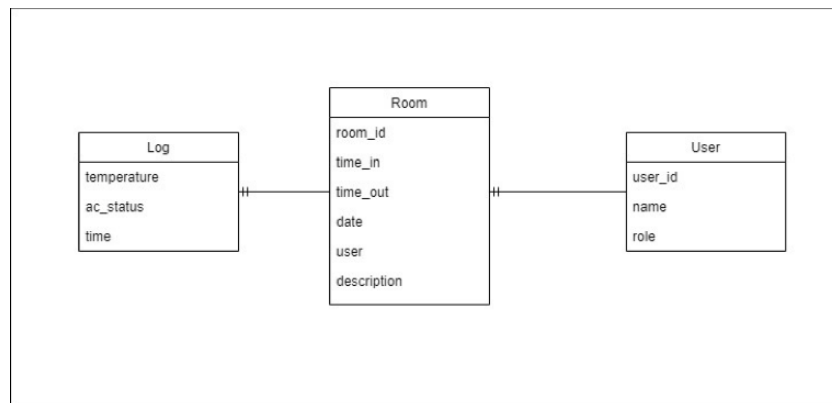 Log
temperature
ac_status
time
Room
room_id
time_in
time_out
date
user
description
User
user_id
name
role